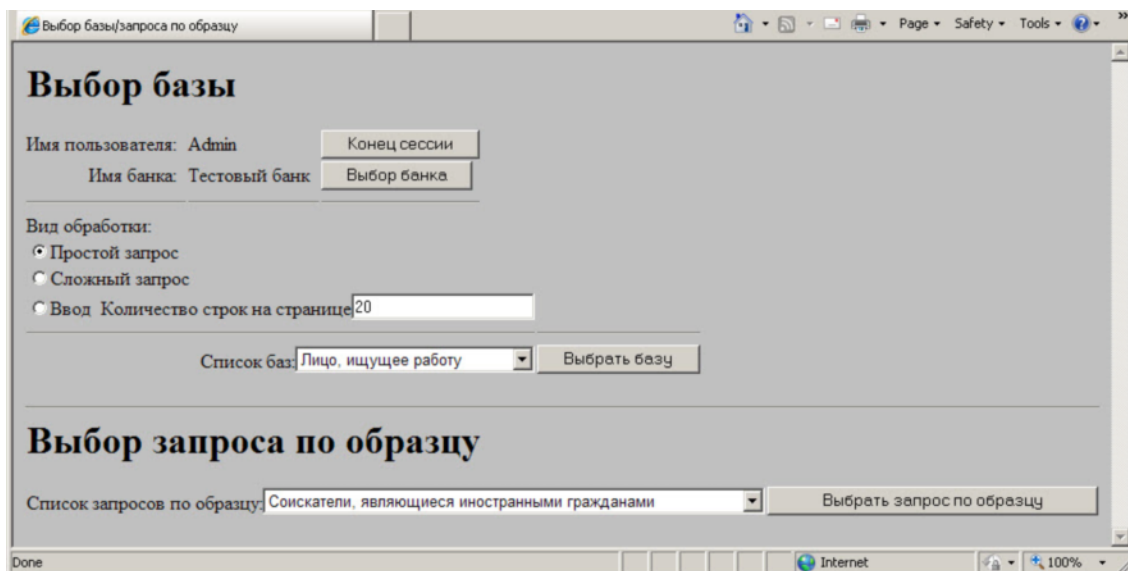 Выбор базы/запроса по образцу
Page Safety Tools »
Выбор базы
Имя пользователя: Admin Конец сессии
Имя банка: Тестовый банк Выбор банка
Вид обработки:
Простой запрос
Сложный запрос
Ввод Количество строк на странице 20
Список баз: Лицо, ищущее работу Выбрать базу
Выбор запроса по образцу
Список запросов по образцу: Соискатели, являющиеся иностранными гражданами Выбрать запрос по образцу
Done Internet 100%